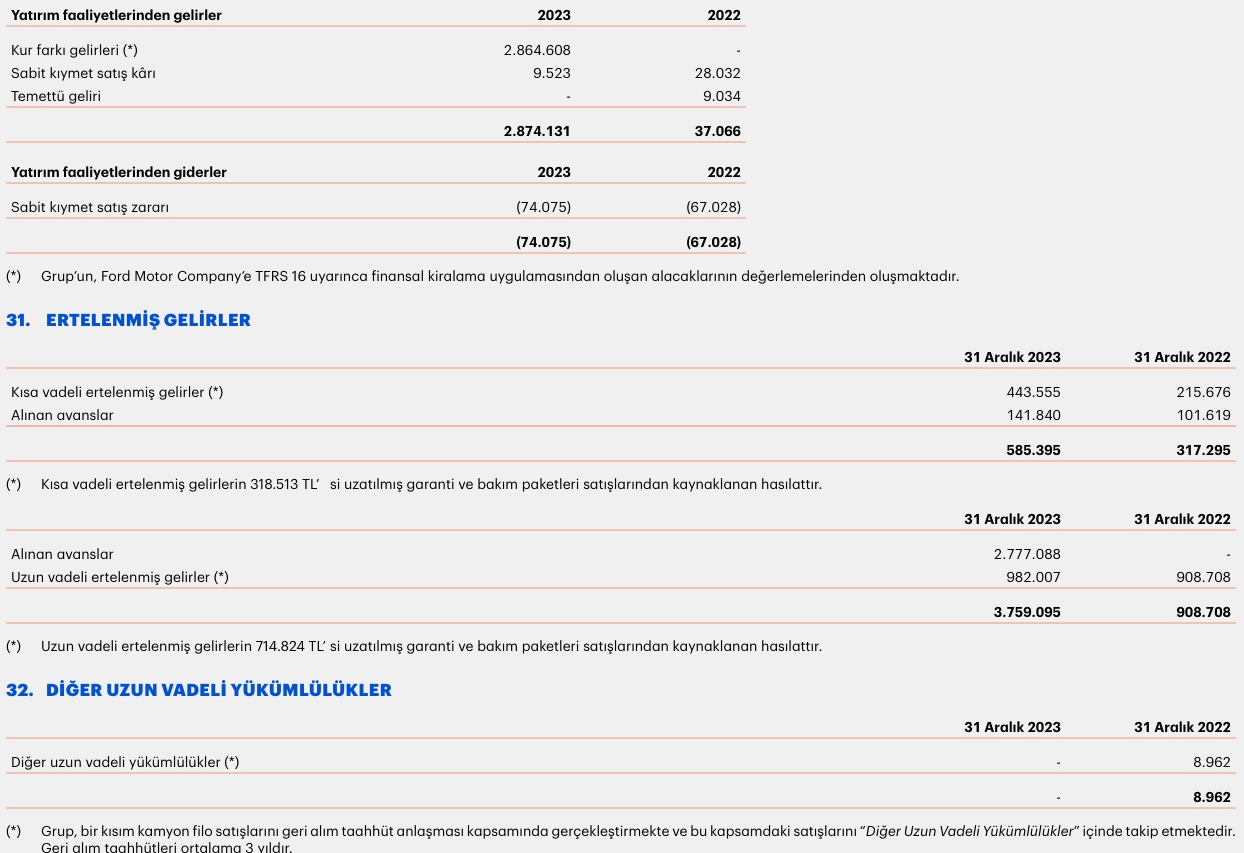 Yatırım faaliyetlerinden gelirler 2023 2022
Kur farkı gelirleri (*) 2.864.608 -
Sabit kıymet satış kârı 9.523 28.032
Temettü geliri - 9.034
2.874.131 37.066
Yatırım faaliyetlerinden giderler 2023 2022
Sabit kıymet satış zararı (74.075) (67.028)
(74.075) (67.028)
(*) Grup’un, Ford Motor Company’e TFRS 16 uyarınca finansal kiralama uygulamasından oluşan alacaklarının değerlemelerinden oluşmaktadır.
31. ERTELENMİŞ GELİRLER
31 Aralık 2023 31 Aralık 2022
Kısa vadeli ertelenmiş gelirler (*) 443.555 215.676
Alınan avanslar 141.840 101.619
585.395 317.295
(*) Kısa vadeli ertelenmiş gelirlerin 318.513 TL’ si uzatılmış garanti ve bakım paketleri satışlarından kaynaklanan hasılattır.
31 Aralık 2023 31 Aralık 2022
Alınan avanslar 2.777.088 -
Uzun vadeli ertelenmiş gelirler (*) 982.007 908.708
3.759.095 908.708
(*) Uzun vadeli ertelenmiş gelirlerin 714.824 TL’ si uzatılmış garanti ve bakım paketleri satışlarından kaynaklanan hasılattır.
32. DİĞER UZUN VADELİ YÜKÜMLÜLÜKLER
31 Aralık 2023 31 Aralık 2022
Diğer uzun vadeli yükümlülükler (*) - 8.962
- 8.962
(*) Grup, bir kısım kamyon filo satışlarını geri alım taahhüt anlaşması kapsamında gerçekleştirmekte ve bu kapsamdaki satışlarını “Diğer Uzun Vadeli Yükümlülükler” içinde takip etmektedir.
Geri alım taahhütleri ortalama 3 yıldır.